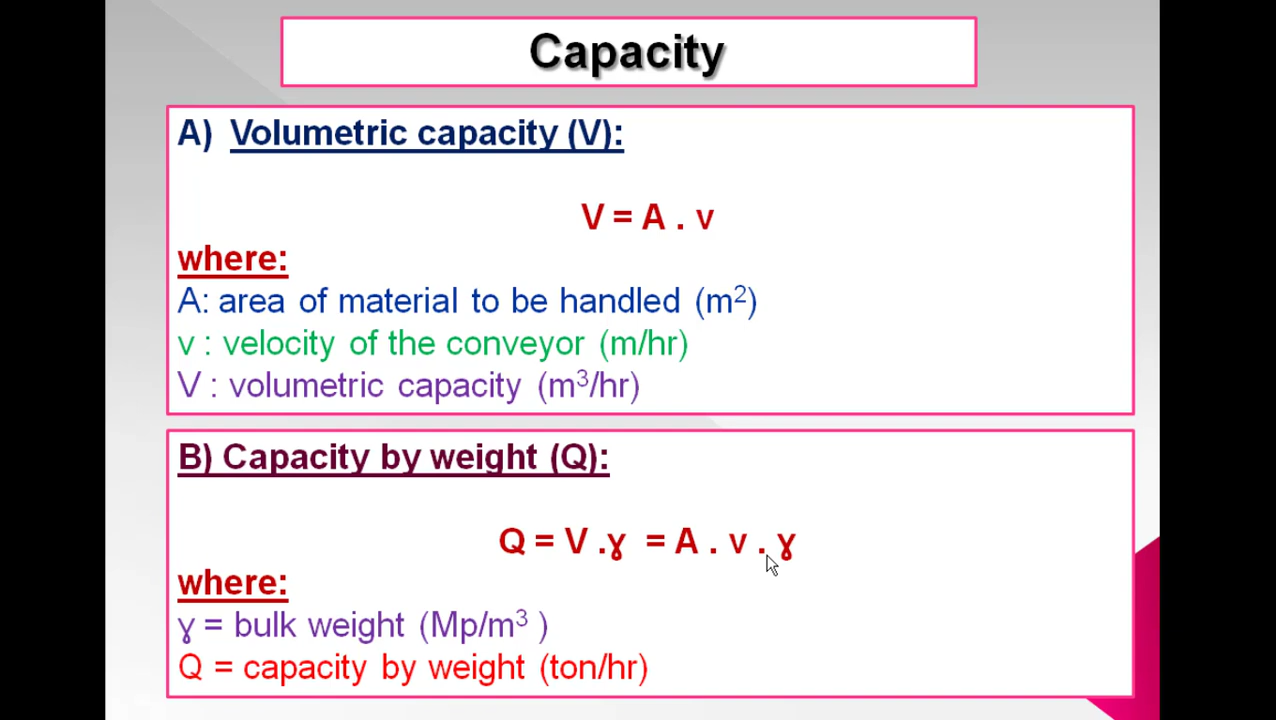 Capacity
A) Volumetric capacity (V):
V = A . v
where:
A: area of material to be handled (m²)
v : velocity of the conveyor (m/hr)
V : volumetric capacity (m³/hr)
B) Capacity by weight (Q):
Q = V .ɣ = A . v . ɣ
where:
ɣ = bulk weight (Mp/m³ )
Q = capacity by weight (ton/hr)